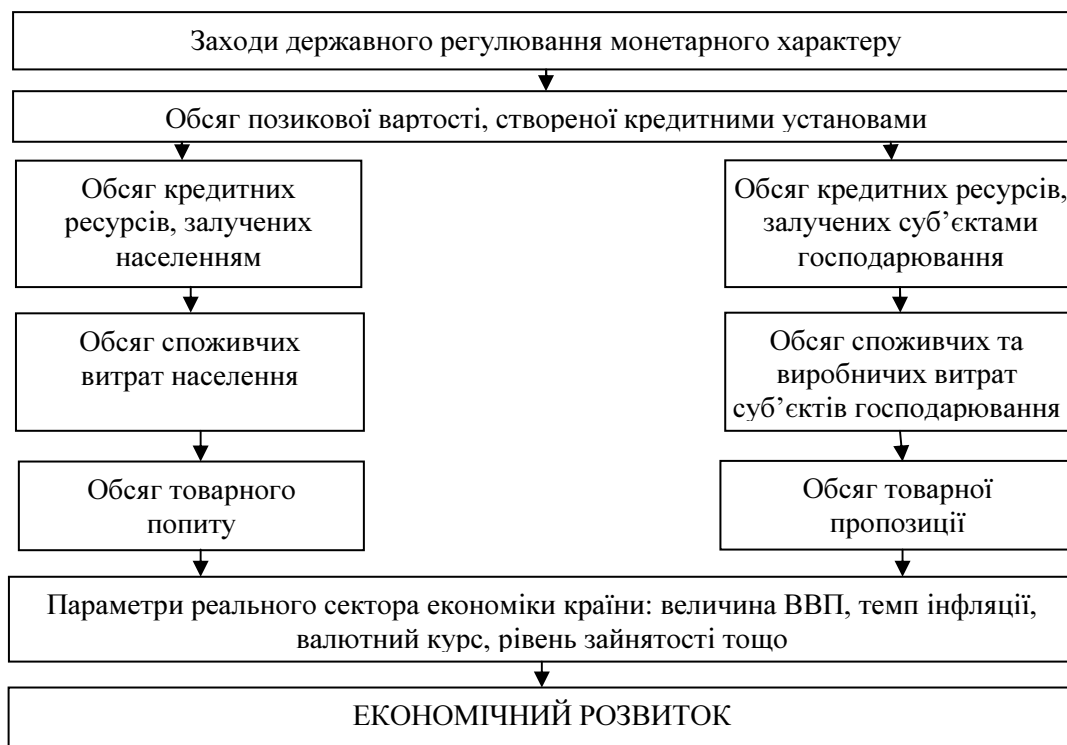 Заходи державного регулювання монетарного характеру
Обсяг позикової вартості, створеної кредитними установами
Обсяг кредитних
ресурсів, залучених
населенням
Обсяг споживчих
витрат населення
Обсяг товарного
попиту
Обсяг кредитних ресурсів,
залучених суб’єктами
господарювання
Обсяг споживчих та
виробничих витрат
суб’єктів господарювання
Обсяг товарної
пропозиції
Параметри реального сектора економіки країни: величина ВВП, темп інфляції,
валютний курс, рівень зайнятості тощо
ЕКОНОМІЧНИЙ РОЗВИТОК